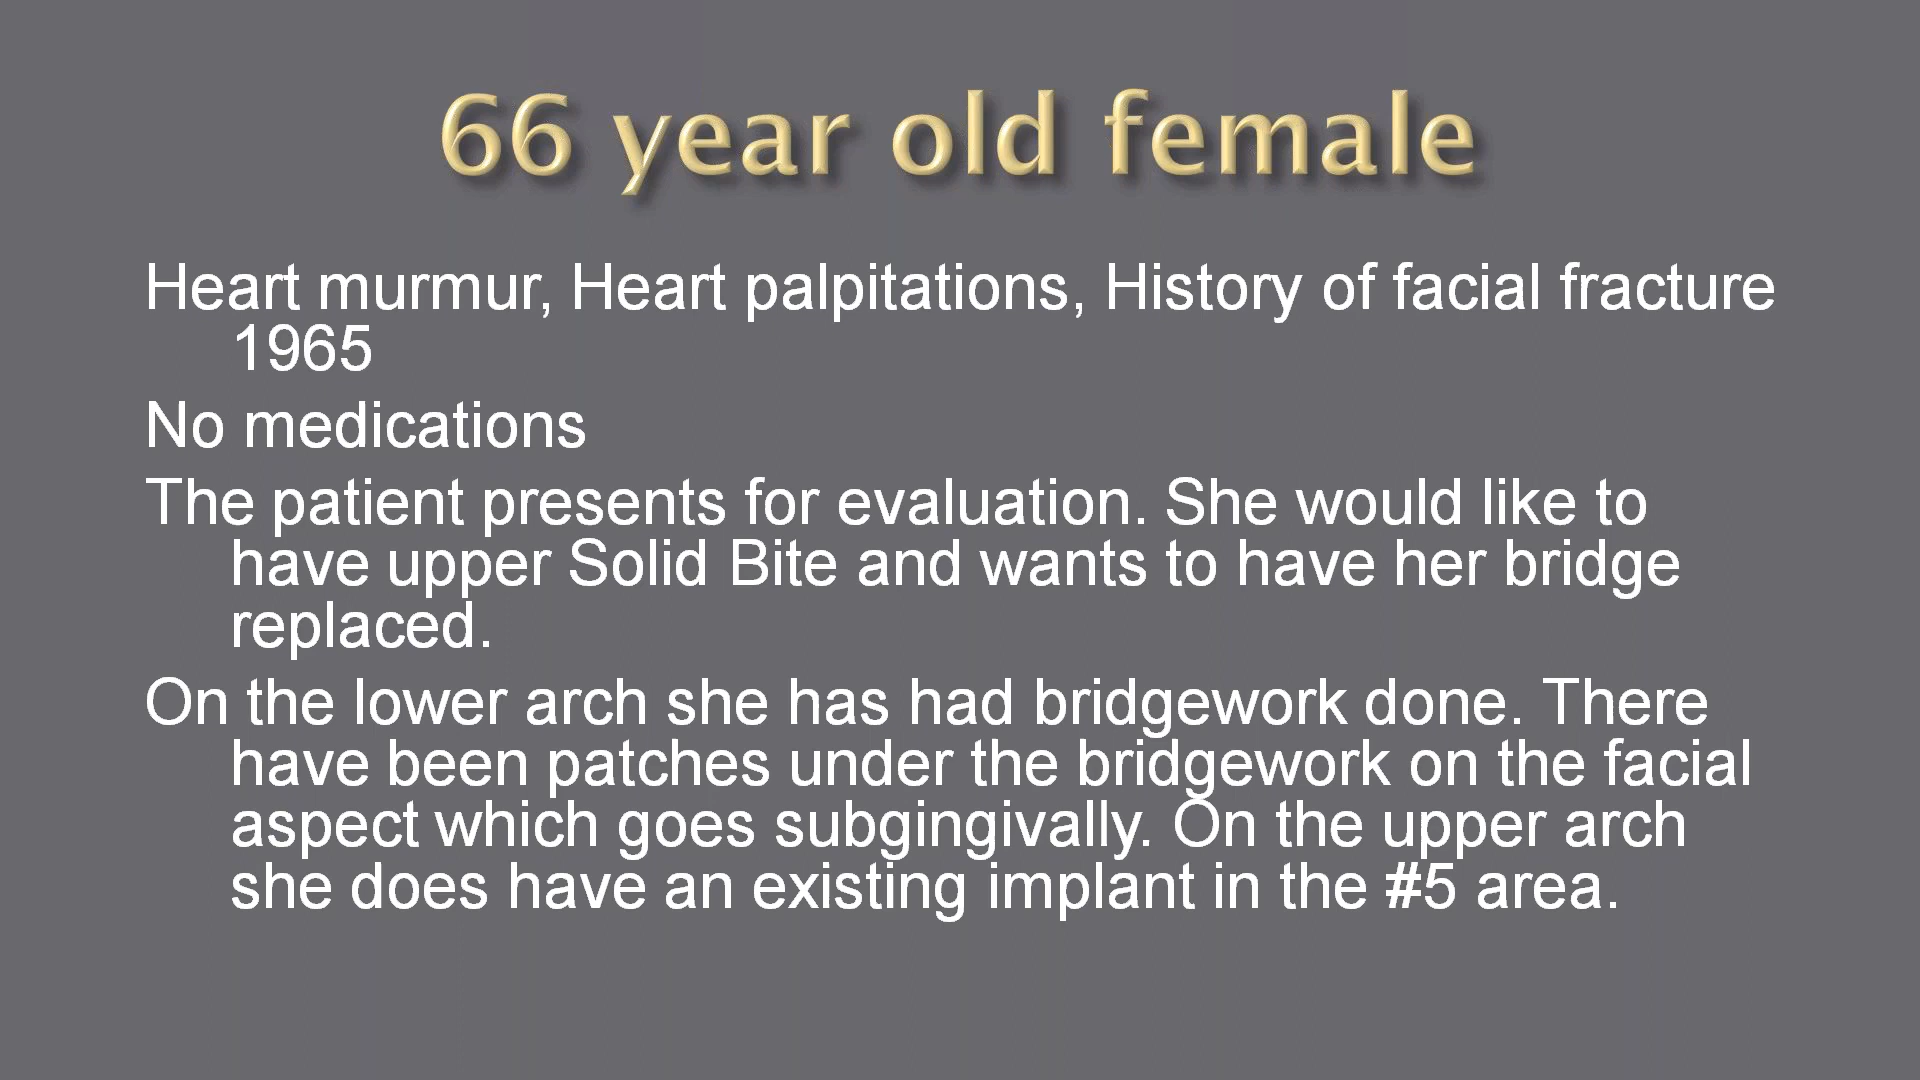 66 year old female
Heart murmur, Heart palpitations, History of facial fracture
1965
No medications
The patient presents for evaluation. She would like to
have upper Solid Bite and wants to have her bridge
replaced.
On the lower arch she has had bridgework done. There
have been patches under the bridgework on the facial
aspect which goes subgingivally. On the upper arch
she does have an existing implant in the #5 area.